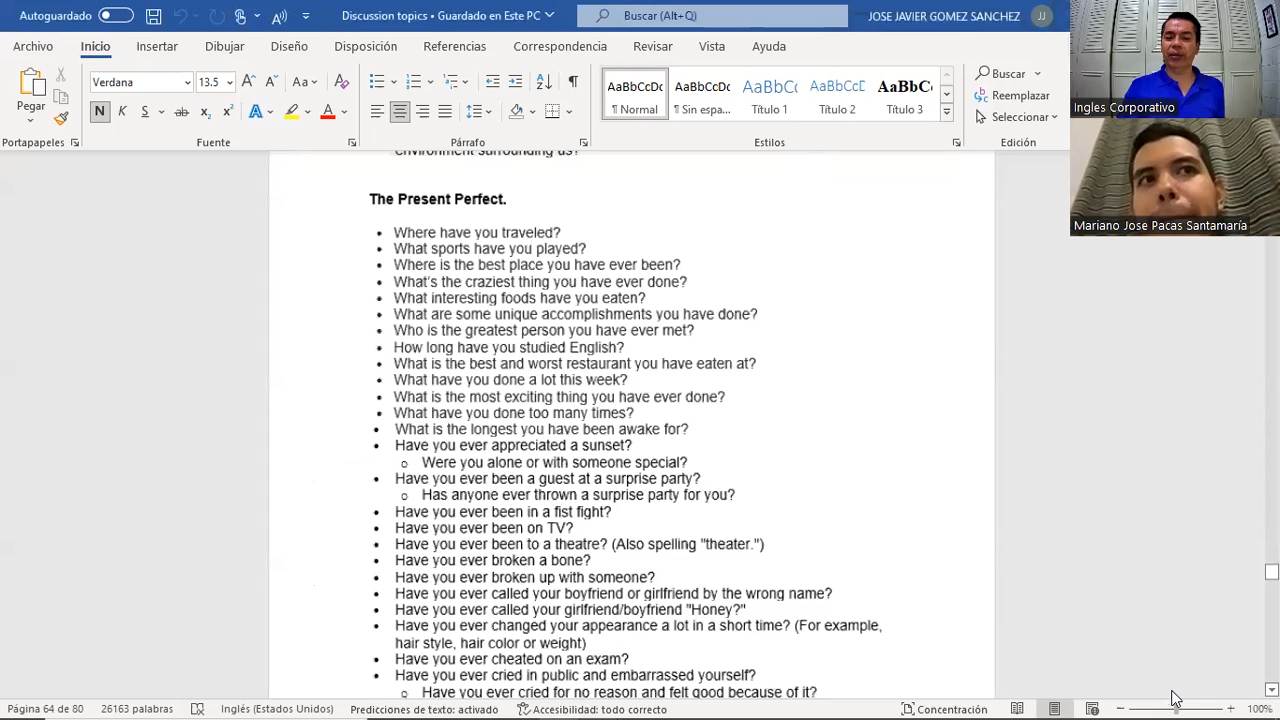 Autoguardado
Discussion topics • Guardado en Este PC
Buscar (Alt+Q)
JOSE JAVIER GOMEZ SANCHEZ
JJ
Archivo Inicio Insertar Dibujar Diseño Disposición Referencias Correspondencia Revisar Vista Ayuda
Pegar
Verdana 13.5
N K S ab x₂ x²
AaBbCcDc AaBbCcDc AaBbCc AaBbCcD AaBbC
¶ Normal ¶ Sin espa... Título 1 Título 2 Título 3
Buscar
Reemplazar
Seleccionar
Portapapeles Fuente Párrafo Estilos Edición
Ingles Corporativo
Mariano Jose Pacas Santamaría
environment surrounding us?
The Present Perfect.
• Where have you traveled?
• What sports have you played?
• Where is the best place you have ever been?
• What's the craziest thing you have ever done?
• What interesting foods have you eaten?
• What are some unique accomplishments you have done?
• Who is the greatest person you have ever met?
• How long have you studied English?
• What is the best and worst restaurant you have eaten at?
• What have you done a lot this week?
• What is the most exciting thing you have ever done?
• What have you done too many times?
• What is the longest you have been awake for?
• Have you ever appreciated a sunset?
o Were you alone or with someone special?
• Have you ever been a guest at a surprise party?
o Has anyone ever thrown a surprise party for you?
• Have you ever been in a fist fight?
• Have you ever been on TV?
• Have you ever been to a theatre? (Also spelling "theater.")
• Have you ever broken a bone?
• Have you ever broken up with someone?
• Have you ever called your boyfriend or girlfriend by the wrong name?
• Have you ever called your girlfriend/boyfriend "Honey?"
• Have you ever changed your appearance a lot in a short time? (For example,
hair style, hair color or weight)
• Have you ever cheated on an exam?
• Have you ever cried in public and embarrassed yourself?
o Have you ever cried for no reason and felt good because of it?
Página 64 de 80 26163 palabras Inglés (Estados Unidos) Predicciones de texto: activado Accesibilidad: todo correcto Concentración 100%